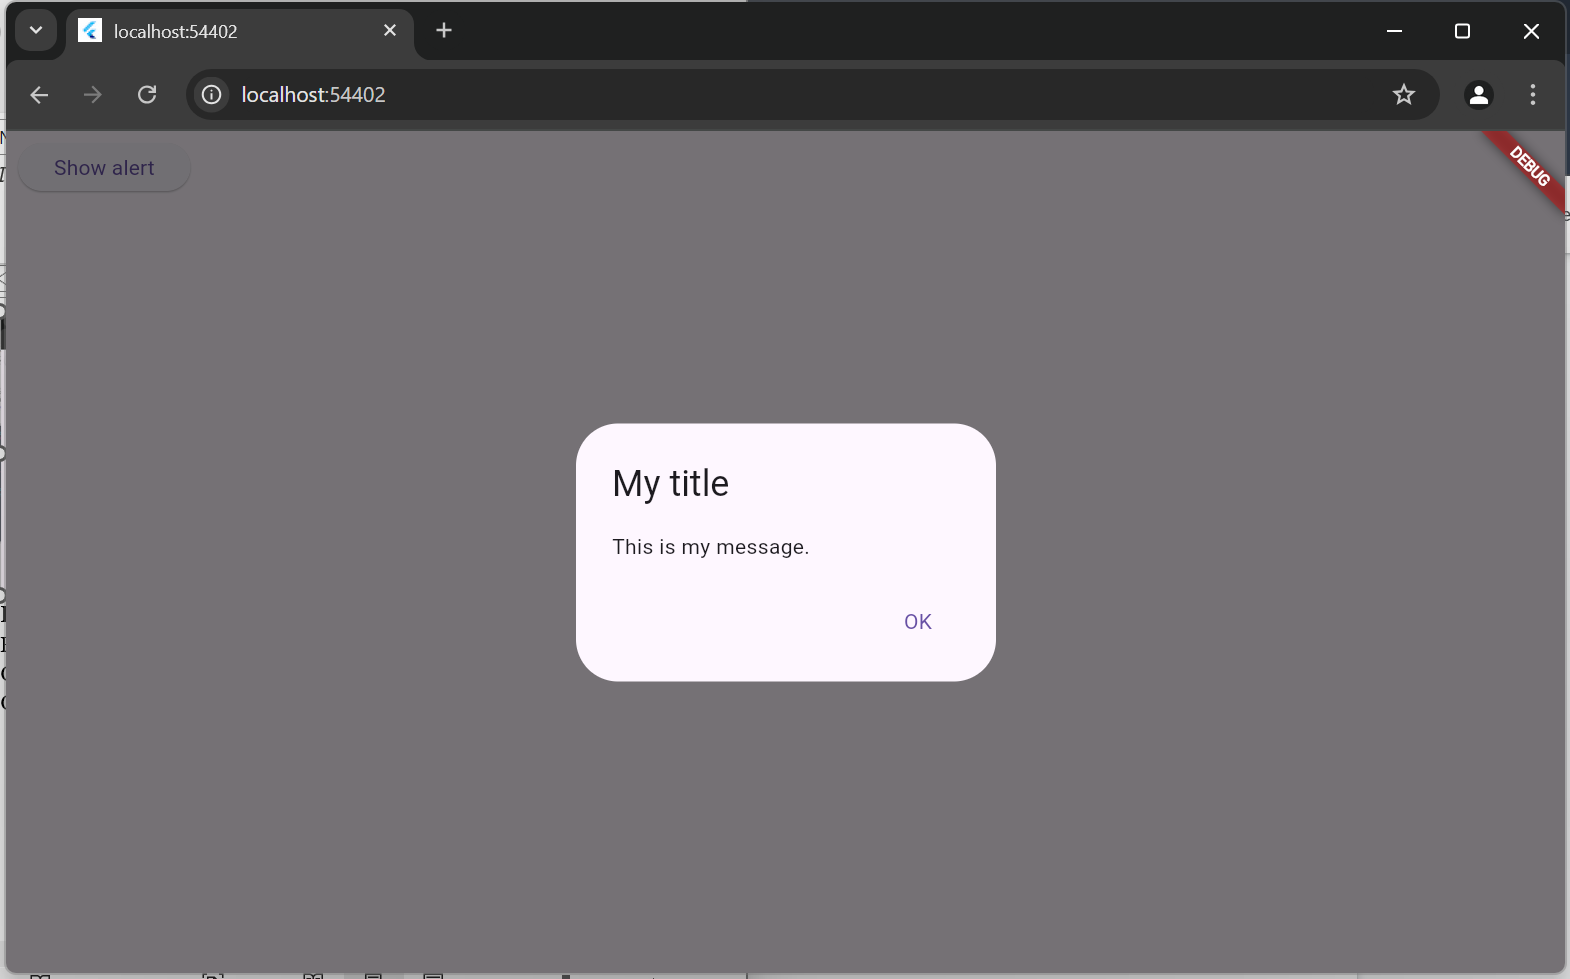 localhost:54402
localhost:54402
Show alert
DEBUG
My title
This is my message.
OK